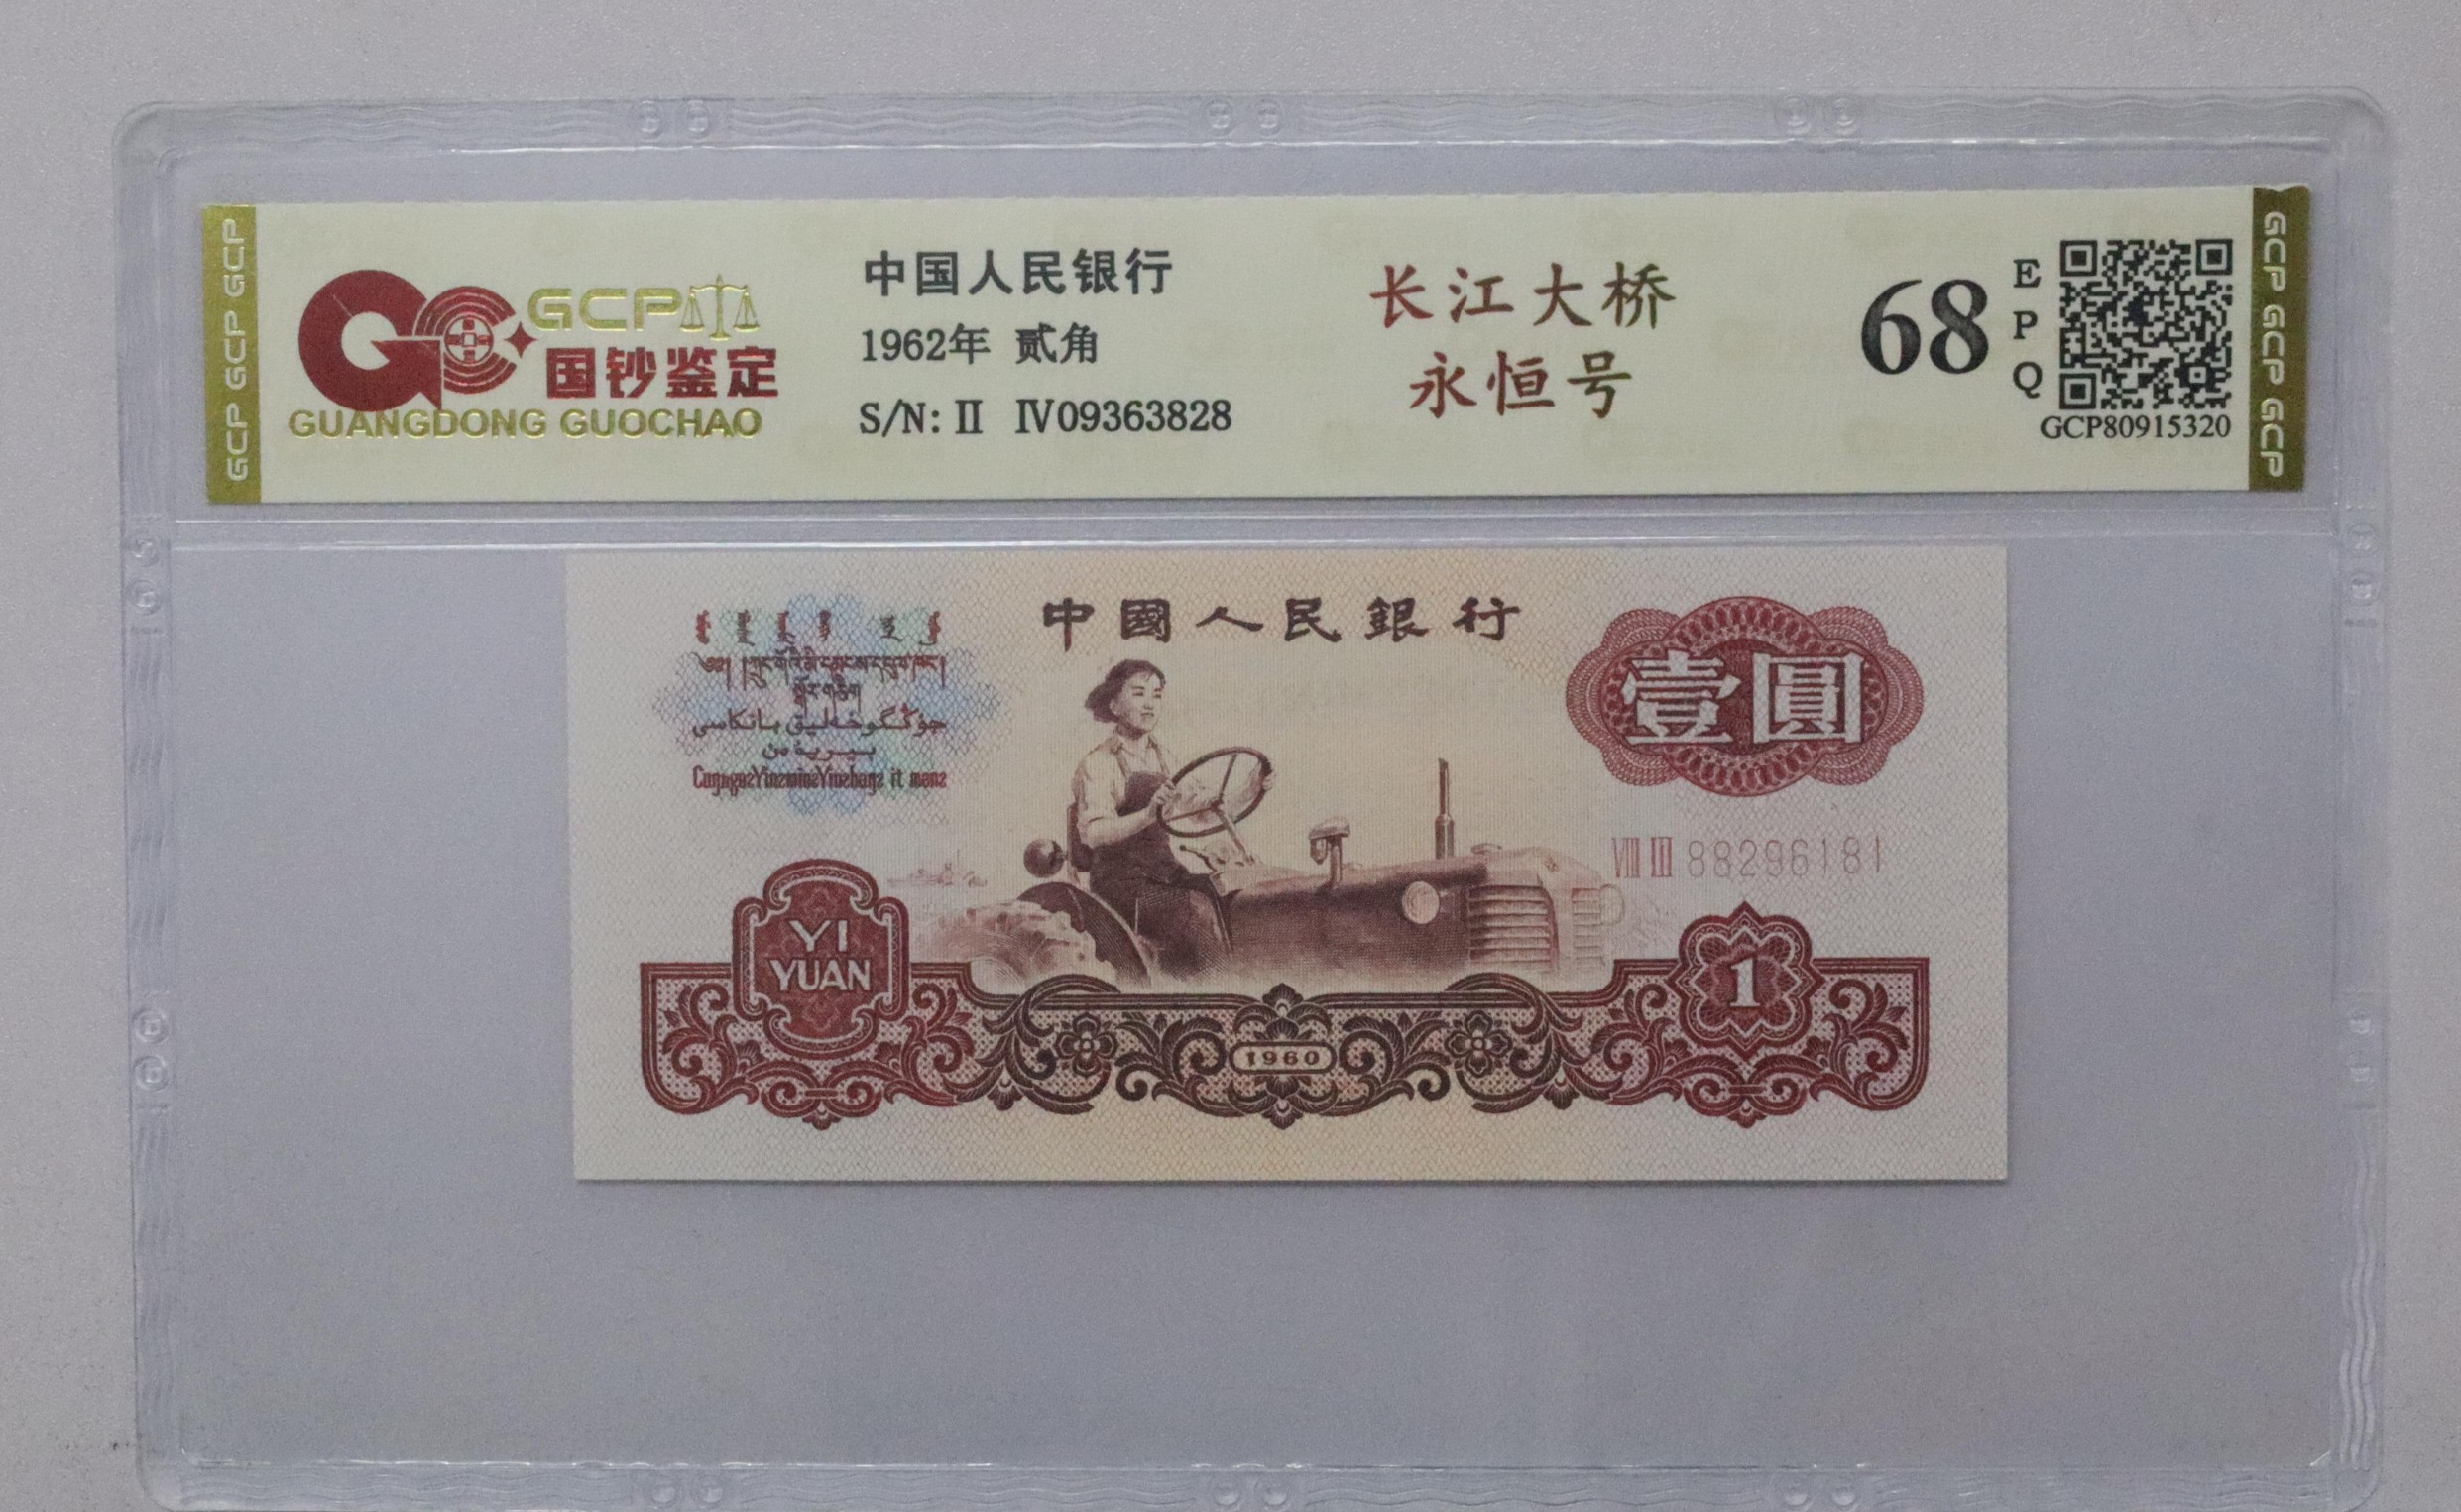 GCP GCP GCP
GCP
国钞鉴定
GUANGDONG GUOCHAO
中国人民银行
1962年 贰角
S/N: II IV09363828
长江大桥
永恒号
68
E
P
Q
GCP80915320
GCP GCP GCP
中國人民銀行
壹圓
VIII III 88296181
YI
YUAN
1960
1